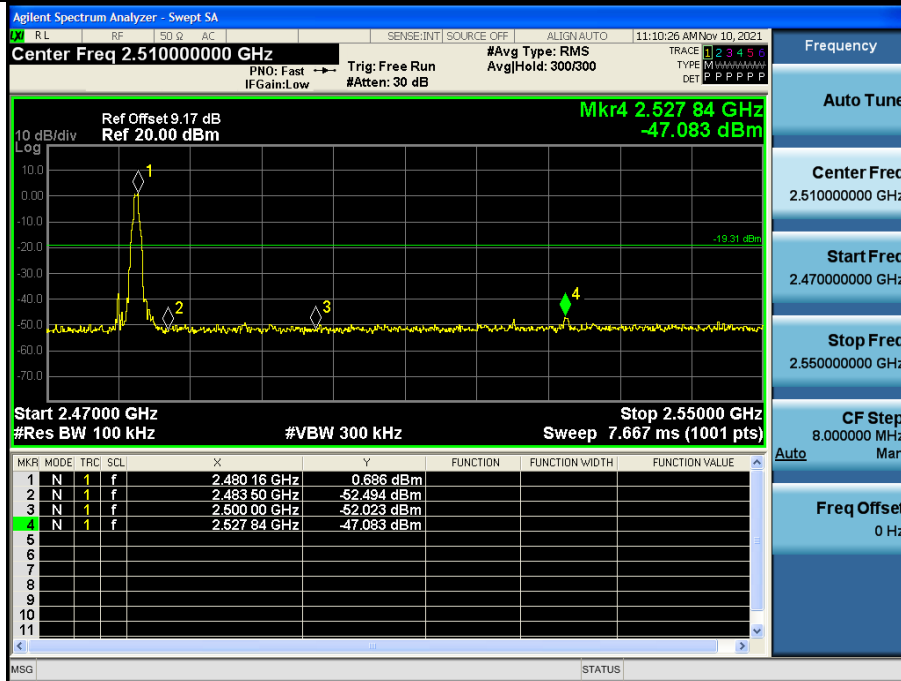 Agilent Spectrum Analyzer - Swept SA
LXI RL RF 50 Ω AC SENSE:INT SOURCE OFF ALIGN AUTO 11:10:26 AM Nov 10, 2021
Center Freq 2.510000000 GHz
PNO: Fast
IFGain:Low
Trig: Free Run
#Atten: 30 dB
#Avg Type: RMS
Avg|Hold: 300/300
TRACE 1 2 3 4 5 6
TYPE MWWWWW
DET P P P P P P
Mkr4 2.527 84 GHz
-47.083 dBm
Ref Offset 9.17 dB
Ref 20.00 dBm
10 dB/div
Log
10.0
0.00
-10.0
-20.0
-30.0
-40.0
-50.0
-60.0
-70.0
1
2
3
4
-19.31 dBm
Start 2.47000 GHz Stop 2.55000 GHz
#Res BW 100 kHz #VBW 300 kHz Sweep 7.667 ms (1001 pts)
MKR MODE TRC SCL X Y FUNCTION FUNCTION WIDTH FUNCTION VALUE
1 N 1 f 2.480 16 GHz 0.686 dBm
2 N 1 f 2.483 50 GHz -52.494 dBm
3 N 1 f 2.500 00 GHz -52.023 dBm
4 N 1 f 2.527 84 GHz -47.083 dBm
5
6
7
8
9
10
11
MSG STATUS
Frequency
Auto Tune
Center Freq
2.510000000 GHz
Start Freq
2.470000000 GHz
Stop Freq
2.550000000 GHz
CF Step
8.000000 MHz
Auto Man
Freq Offset
0 Hz